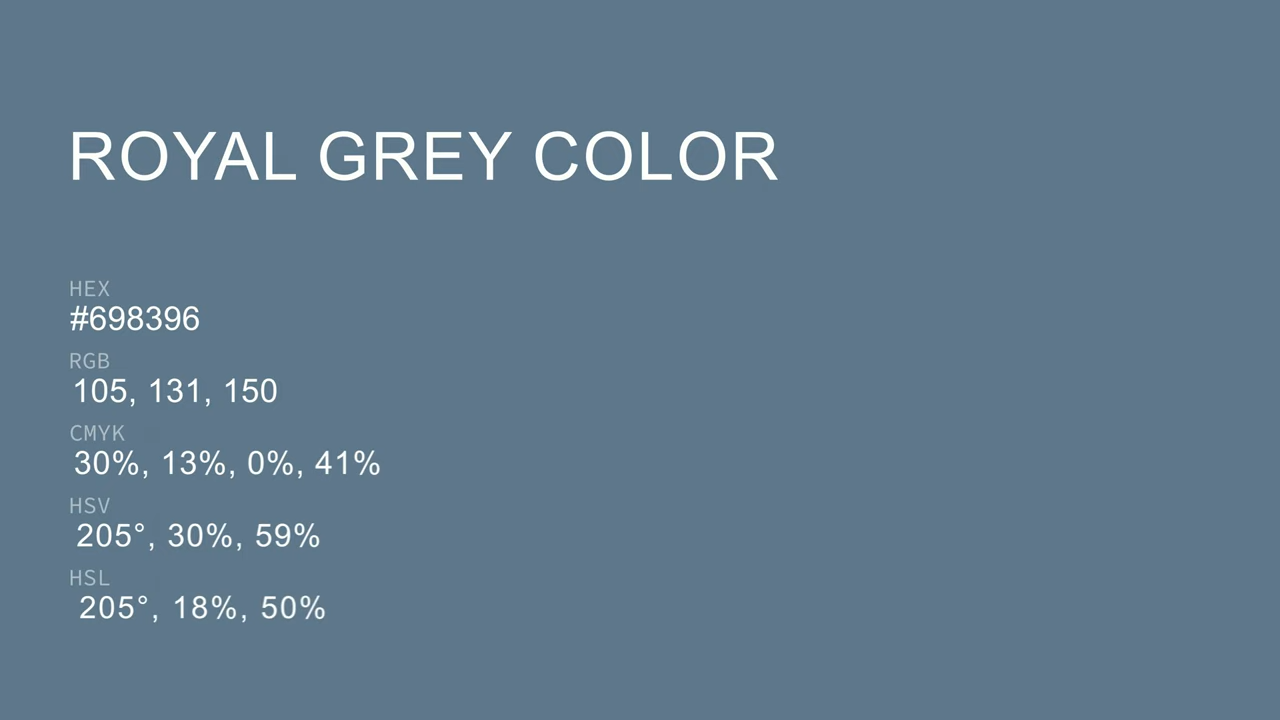 ROYAL GREY COLOR
HEX
#698396
RGB
105, 131, 150
CMYK
30%, 13%, 0%, 41%
HSV
205°, 30%, 59%
HSL
205°, 18%, 50%